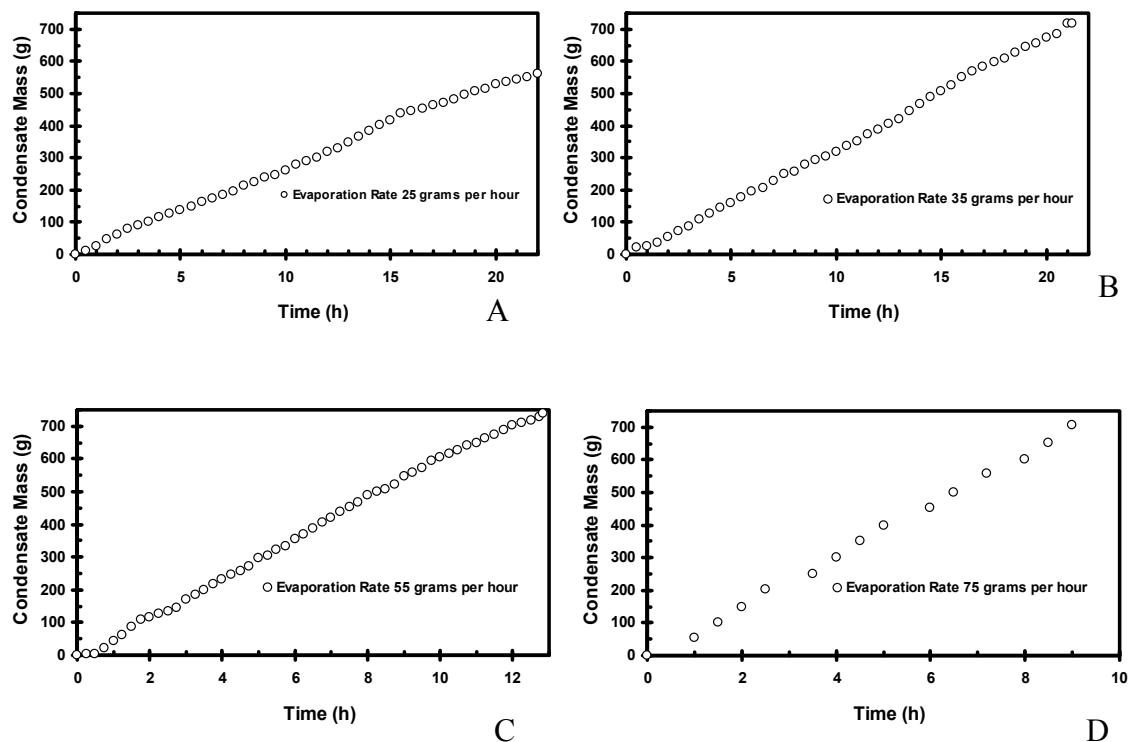 Condensate Mass (g)
700
600
500
400
300
200
100
0
0 5 10 15 20
Evaporation Rate 25 grams per hour
Time (h)
A
Condensate Mass (g)
700
600
500
400
300
200
100
0
0 5 10 15 20
Evaporation Rate 35 grams per hour
Time (h)
B
Condensate Mass (g)
700
600
500
400
300
200
100
0
0 2 4 6 8 10 12
Evaporation Rate 55 grams per hour
Time (h)
C
Condensate Mass (g)
700
600
500
400
300
200
100
0
0 2 4 6 8 10
Evaporation Rate 75 grams per hour
Time (h)
D